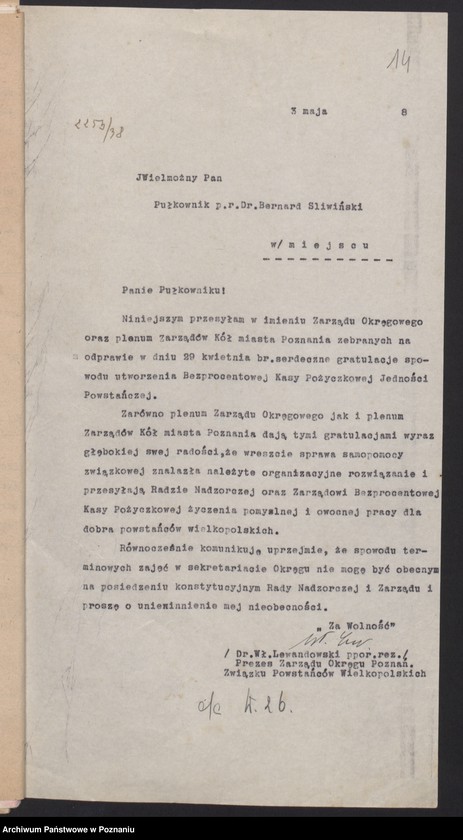 14
3 maja 8
2253/38
JWielmożny Pan
Pułkownik p.r.Dr.Bernard Sliwiński
w/ m i e j s c u
Panie Pułkowniku!
Niniejszym przesyłam w imieniu Zarządu Okręgowego
oraz plenum Zarządów Kół miasta Poznania zebranych na
odprawie w dniu 29 kwietnia br.serdeczne gratulacje spo-
wodu utworzenia Bezprocentowej Kasy Pożyczkowej Jedności
Powstańczej.
Zarówno plenum Zarządu Okręgowego jak i plenum
Zarządów Kół miasta Poznania dają tymi gratulacjami wyraz
głębokiej swej radości,że wreszcie sprawa samopomocy
związkowej znalazła należyte organizacyjne rozwiązanie i
przesyłają Radzie Nadzorczej oraz Zarządowi Bezprocentowej
Kasy Pożyczkowej życzenia pomyślnej i owocnej pracy dla
dobra powstańców wielkopolskich.
Równocześnie komunikuję uprzejmie, że spowodu ter-
minowych zajęć w sekretariacie Okręgu nie mogę być obecnym
na posiedzeniu konstytucyjnym Rady Nadzorczej i Zarządu i
proszę o uniewinnienie mej nieobecności.
„ Za Wolność"
/ Dr.Wł.Lewandowski ppor.rez./
Prezes Zarządu Okręgu Poznań.
Związku Powstańców Wielkopolskich
Archiwum Państwowe w Poznaniu